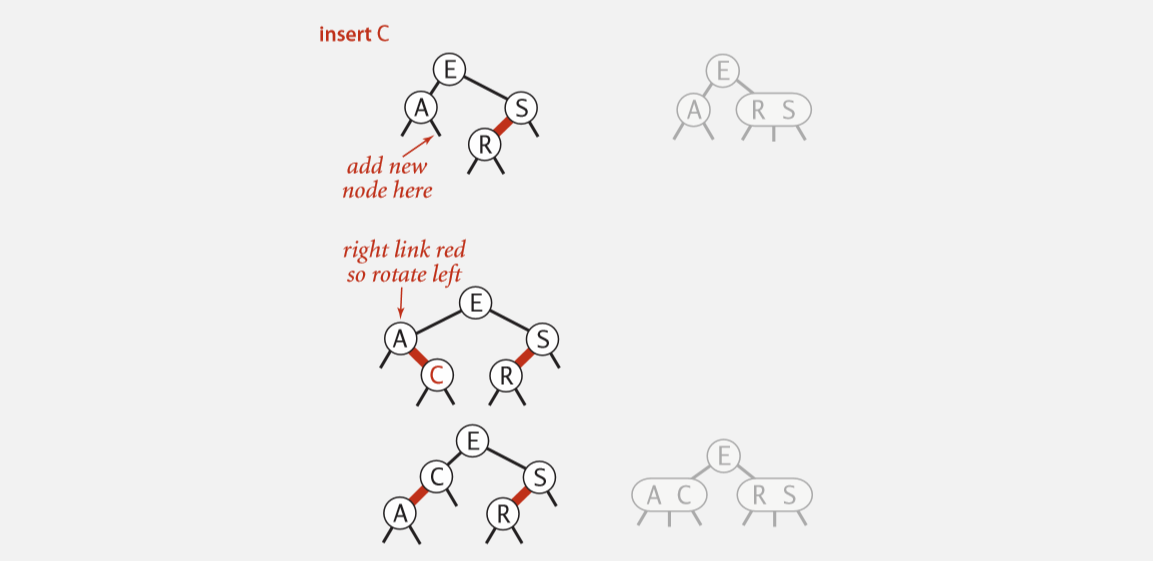 insert C
E
E
A
S
A
R S
R
add new
node here
right link red
so rotate left
E
A
S
C
R
E
E
C
S
A C
R S
A
R